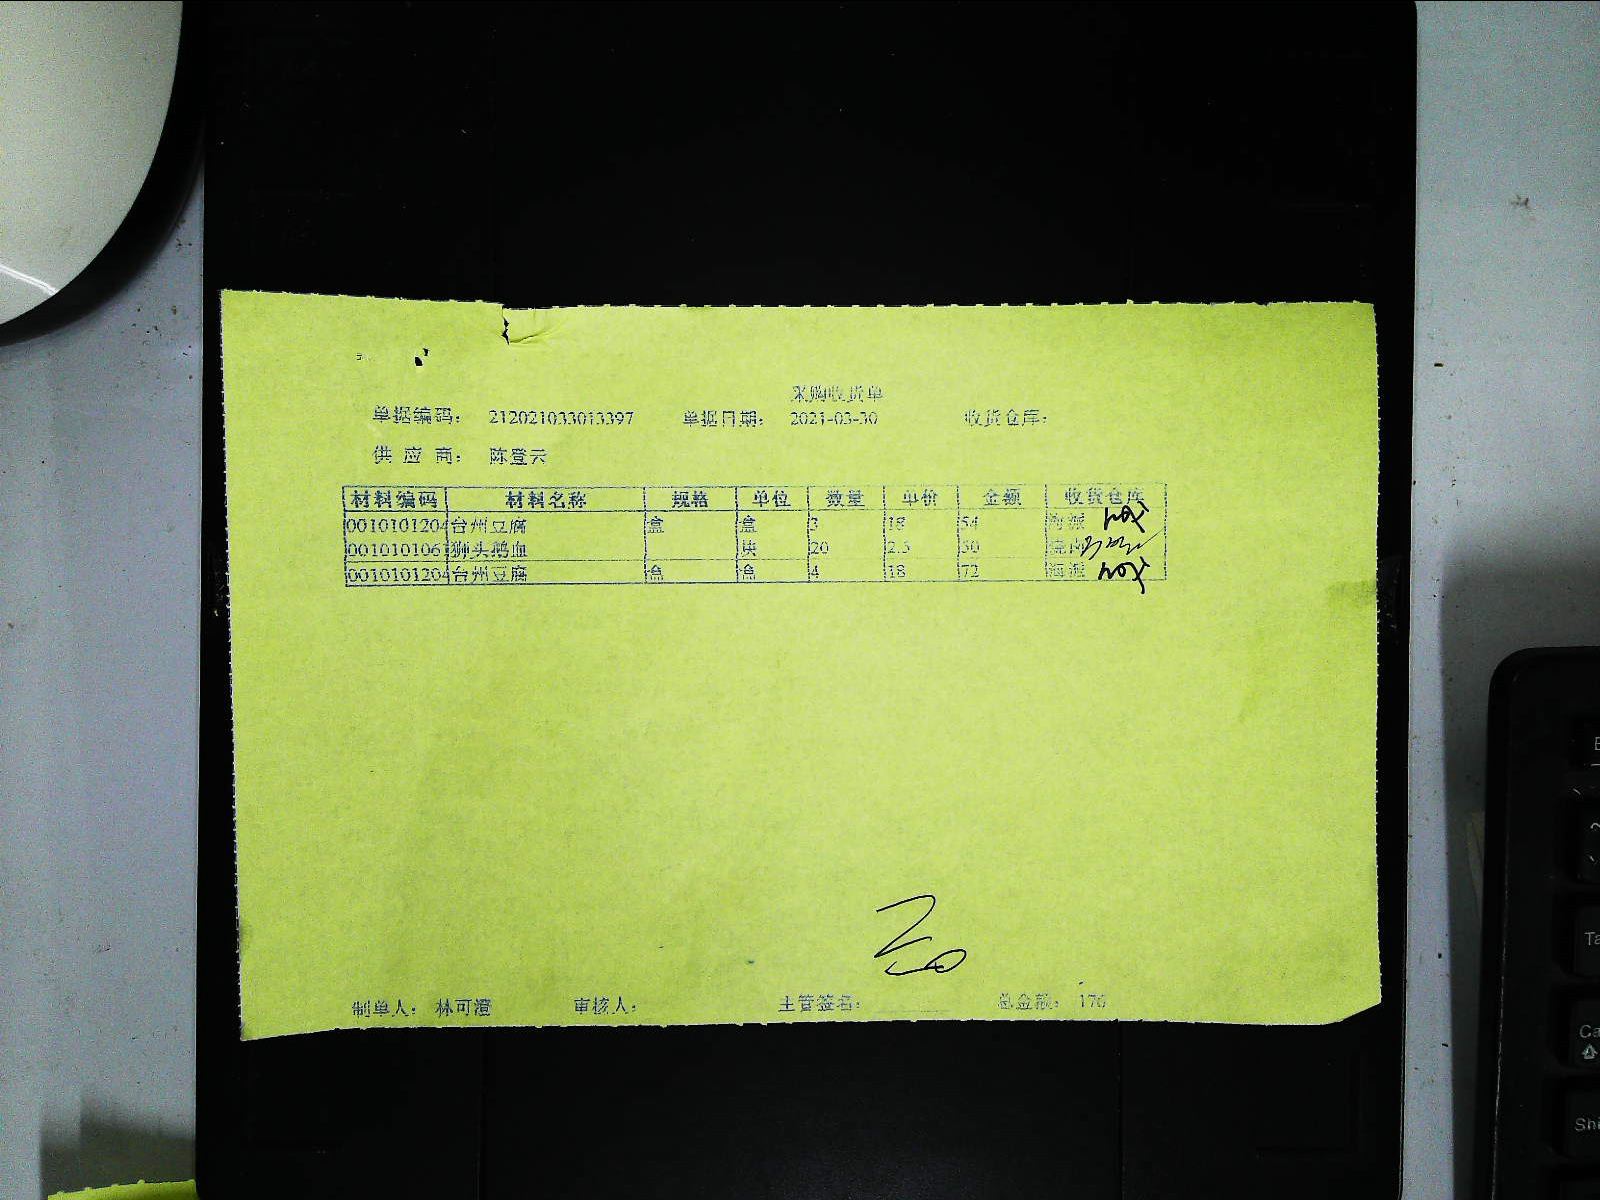 采购收货单
单据编码： 212021033013397 单据日期： 2021-03-30 收货仓库：
供 应 商： 陈登云
材料编码 材料名称 规格 单位 数量 单价 金额 收货仓库
0010101204 台州豆腐 盒 盒 3 18 54 海派
001010106 狮头鹅血 块 20 2.5 50
0010101204 台州豆腐 盒 盒 4 18 72 海派
制单人： 林可澄 审核人： 主管签名： 总金额： 176